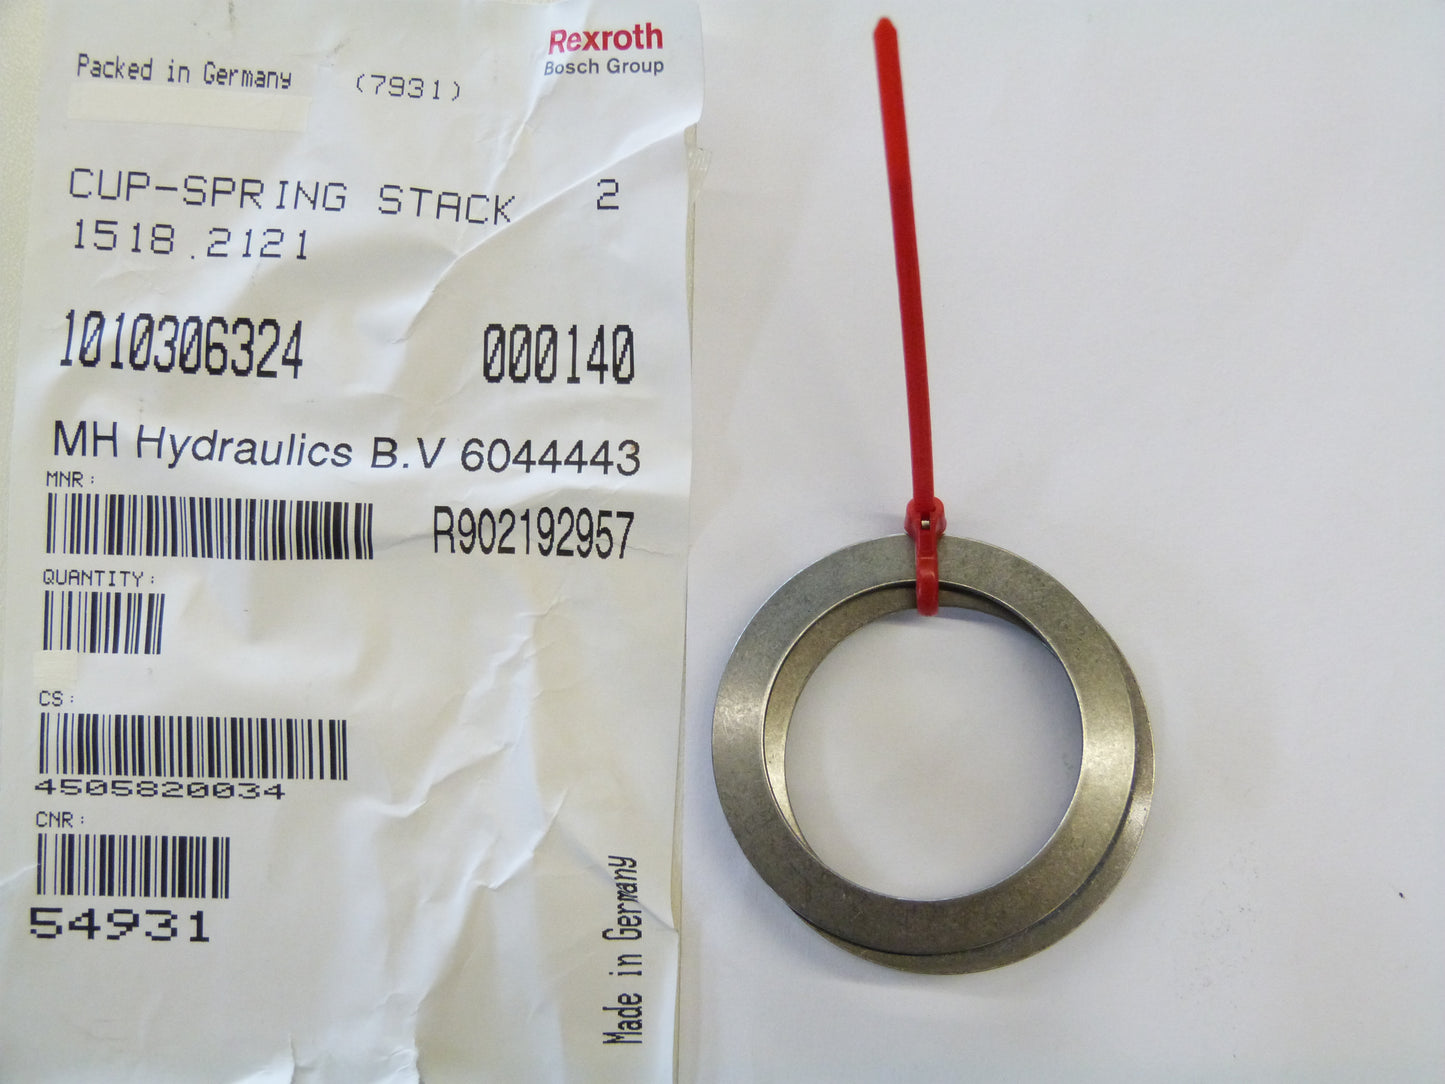 Rexroth
Bosch Group
Packed in Germany (7931)
CUP-SPRING STACK 2
1518.2121
1010306324 000140
MH Hydraulics B.V 6044443
MNR:
R902192957
QUANTITY:
CS:
4505820034
CNR:
54931
Made in Germany